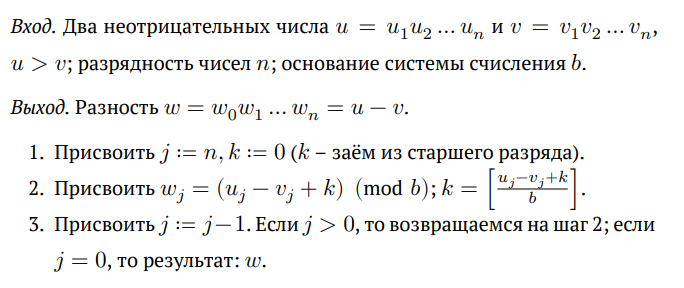 Вход. Два неотрицательных числа u = u₁u₂ … uₙ и v = v₁v₂ … vₙ,
u > v; разрядность чисел n; основание системы счисления b.
Выход. Разность w = w₀w₁ … wₙ = u − v.
1. Присвоить j := n, k := 0 (k – заём из старшего разряда).
2. Присвоить wⱼ = (uⱼ − vⱼ + k) (mod b); k = [(uⱼ−vⱼ+k)/b].
3. Присвоить j := j−1. Если j > 0, то возвращаемся на шаг 2; если
j = 0, то результат: w.